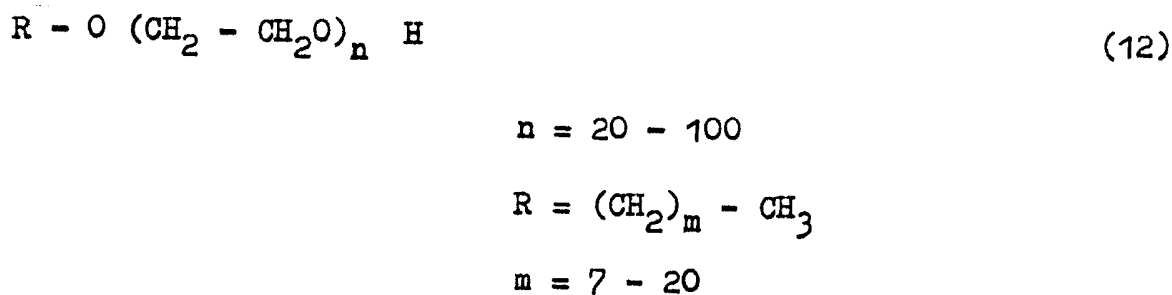 R - O (CH₂ - CH₂O)ₙ H (12)
n = 20 - 100
R = (CH₂)ₘ - CH₃
m = 7 - 20